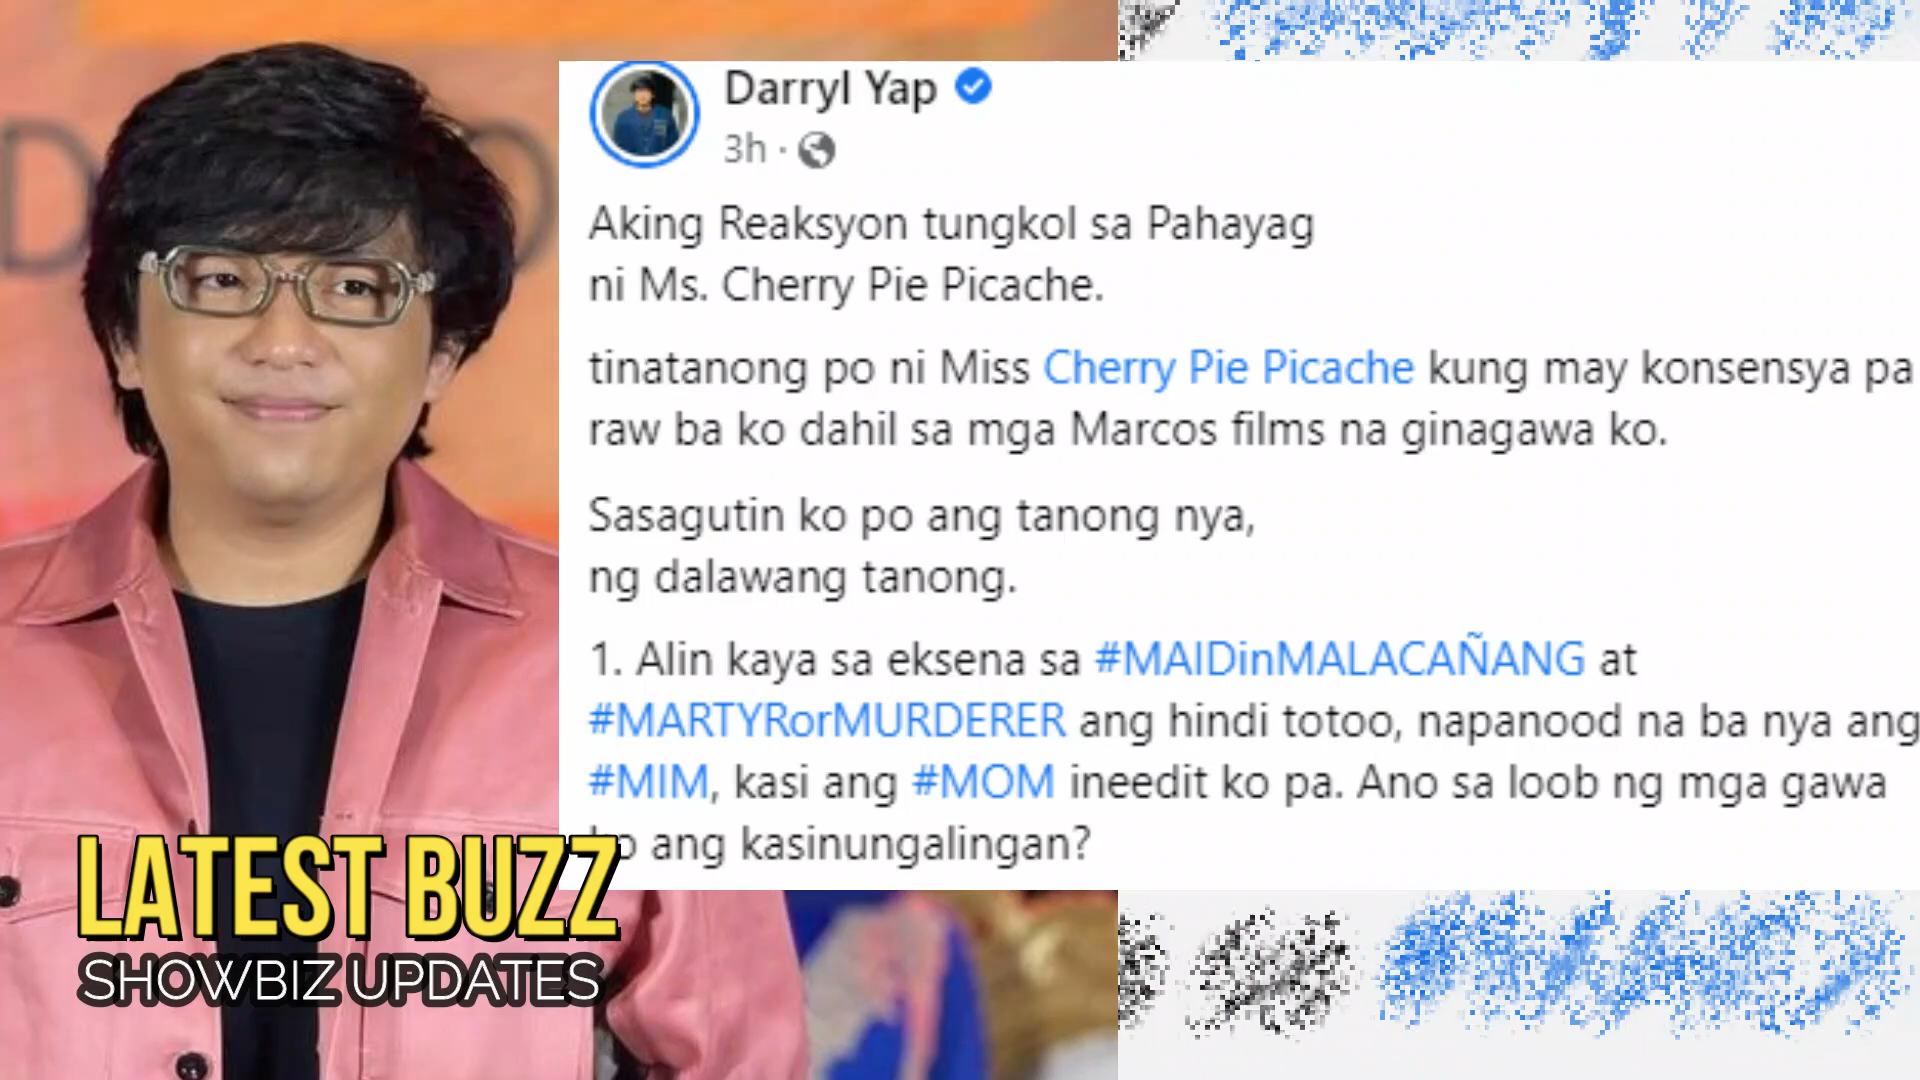 Darryl Yap
3h ·
Aking Reaksyon tungkol sa Pahayag
ni Ms. Cherry Pie Picache.
tinatanong po ni Miss Cherry Pie Picache kung may konsensya pa
raw ba ko dahil sa mga Marcos films na ginagawa ko.
Sasagutin ko po ang tanong nya,
ng dalawang tanong.
1. Alin kaya sa eksena sa #MAIDinMALACAÑANG at
#MARTYRorMURDERER ang hindi totoo, napanood na ba nya ang
#MIM, kasi ang #MOM ineedit ko pa. Ano sa loob ng mga gawa
ko ang kasinungalingan?
LATEST BUZZ
SHOWBIZ UPDATES